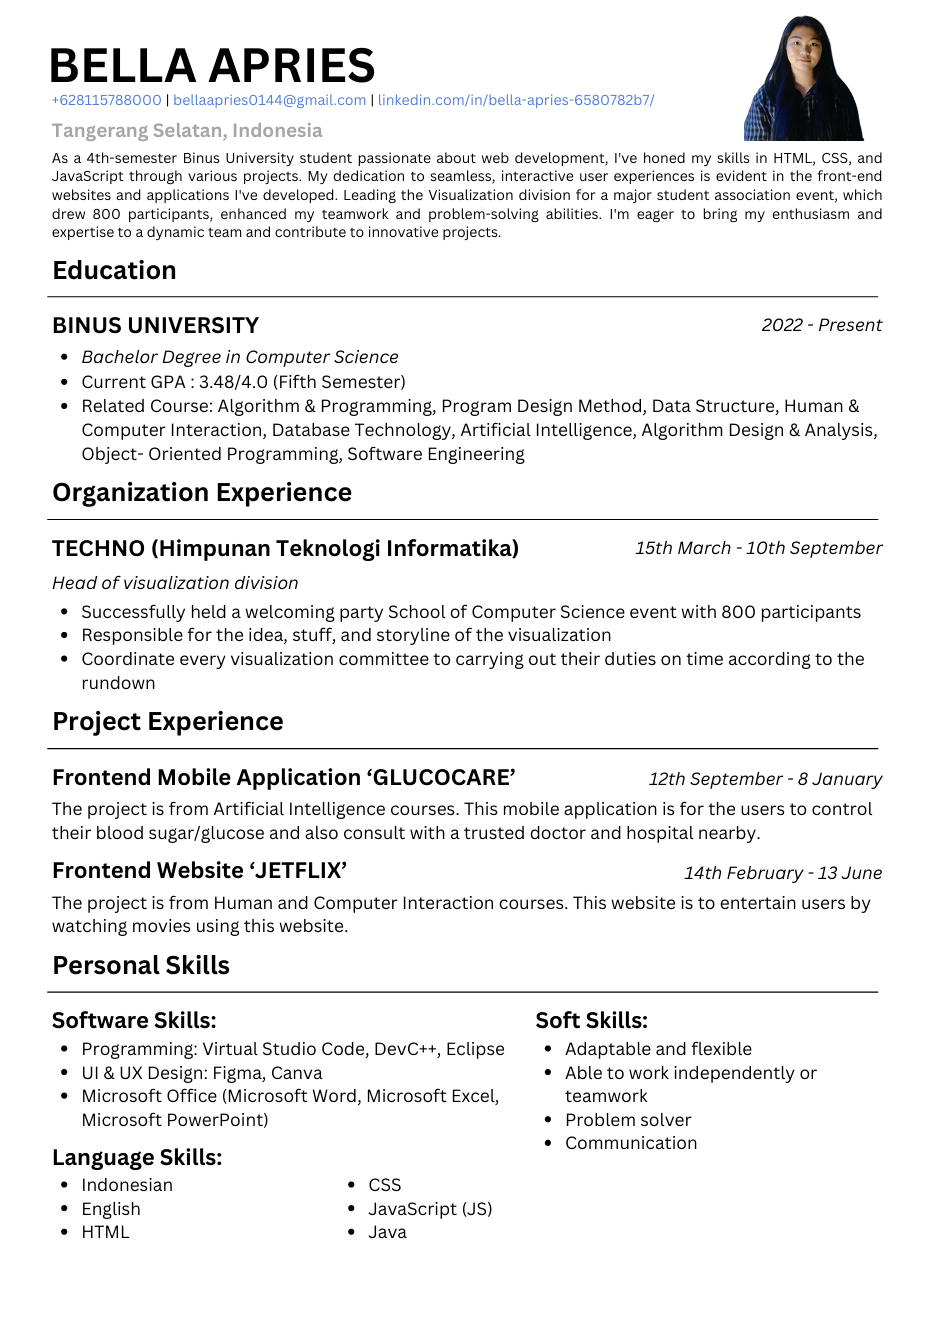 BELLA APRIES
+628115788000 | bellaapries0144@gmail.com | linkedin.com/in/bella-apries-6580782b7/
Tangerang Selatan, Indonesia
As a 4th-semester Binus University student passionate about web development, I've honed my skills in HTML, CSS, and
JavaScript through various projects. My dedication to seamless, interactive user experiences is evident in the front-end
websites and applications I've developed. Leading the Visualization division for a major student association event, which
drew 800 participants, enhanced my teamwork and problem-solving abilities. I'm eager to bring my enthusiasm and
expertise to a dynamic team and contribute to innovative projects.
Education
BINUS UNIVERSITY 2022 - Present
• Bachelor Degree in Computer Science
• Current GPA : 3.48/4.0 (Fifth Semester)
• Related Course: Algorithm & Programming, Program Design Method, Data Structure, Human &
Computer Interaction, Database Technology, Artificial Intelligence, Algorithm Design & Analysis,
Object- Oriented Programming, Software Engineering
Organization Experience
TECHNO (Himpunan Teknologi Informatika) 15th March - 10th September
Head of visualization division
• Successfully held a welcoming party School of Computer Science event with 800 participants
• Responsible for the idea, stuff, and storyline of the visualization
• Coordinate every visualization committee to carrying out their duties on time according to the
rundown
Project Experience
Frontend Mobile Application ‘GLUCOCARE’ 12th September - 8 January
The project is from Artificial Intelligence courses. This mobile application is for the users to control
their blood sugar/glucose and also consult with a trusted doctor and hospital nearby.
Frontend Website ‘JETFLIX’ 14th February - 13 June
The project is from Human and Computer Interaction courses. This website is to entertain users by
watching movies using this website.
Personal Skills
Software Skills:
• Programming: Virtual Studio Code, DevC++, Eclipse
• UI & UX Design: Figma, Canva
• Microsoft Office (Microsoft Word, Microsoft Excel,
Microsoft PowerPoint)
Language Skills:
• Indonesian
• English
• HTML
• CSS
• JavaScript (JS)
• Java
Soft Skills:
• Adaptable and flexible
• Able to work independently or
teamwork
• Problem solver
• Communication